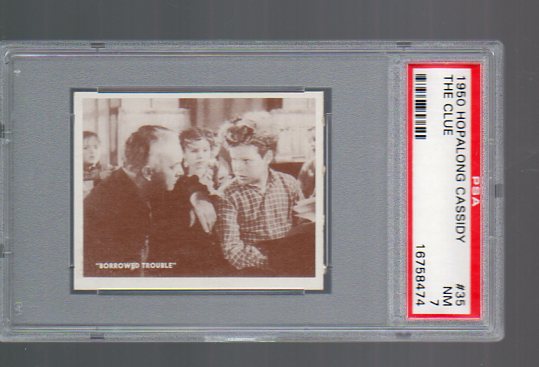 PSA
1950 HOPALONG CASSIDY #35
THE CLUE NM 7
16758474
"BORROWED TROUBLE"